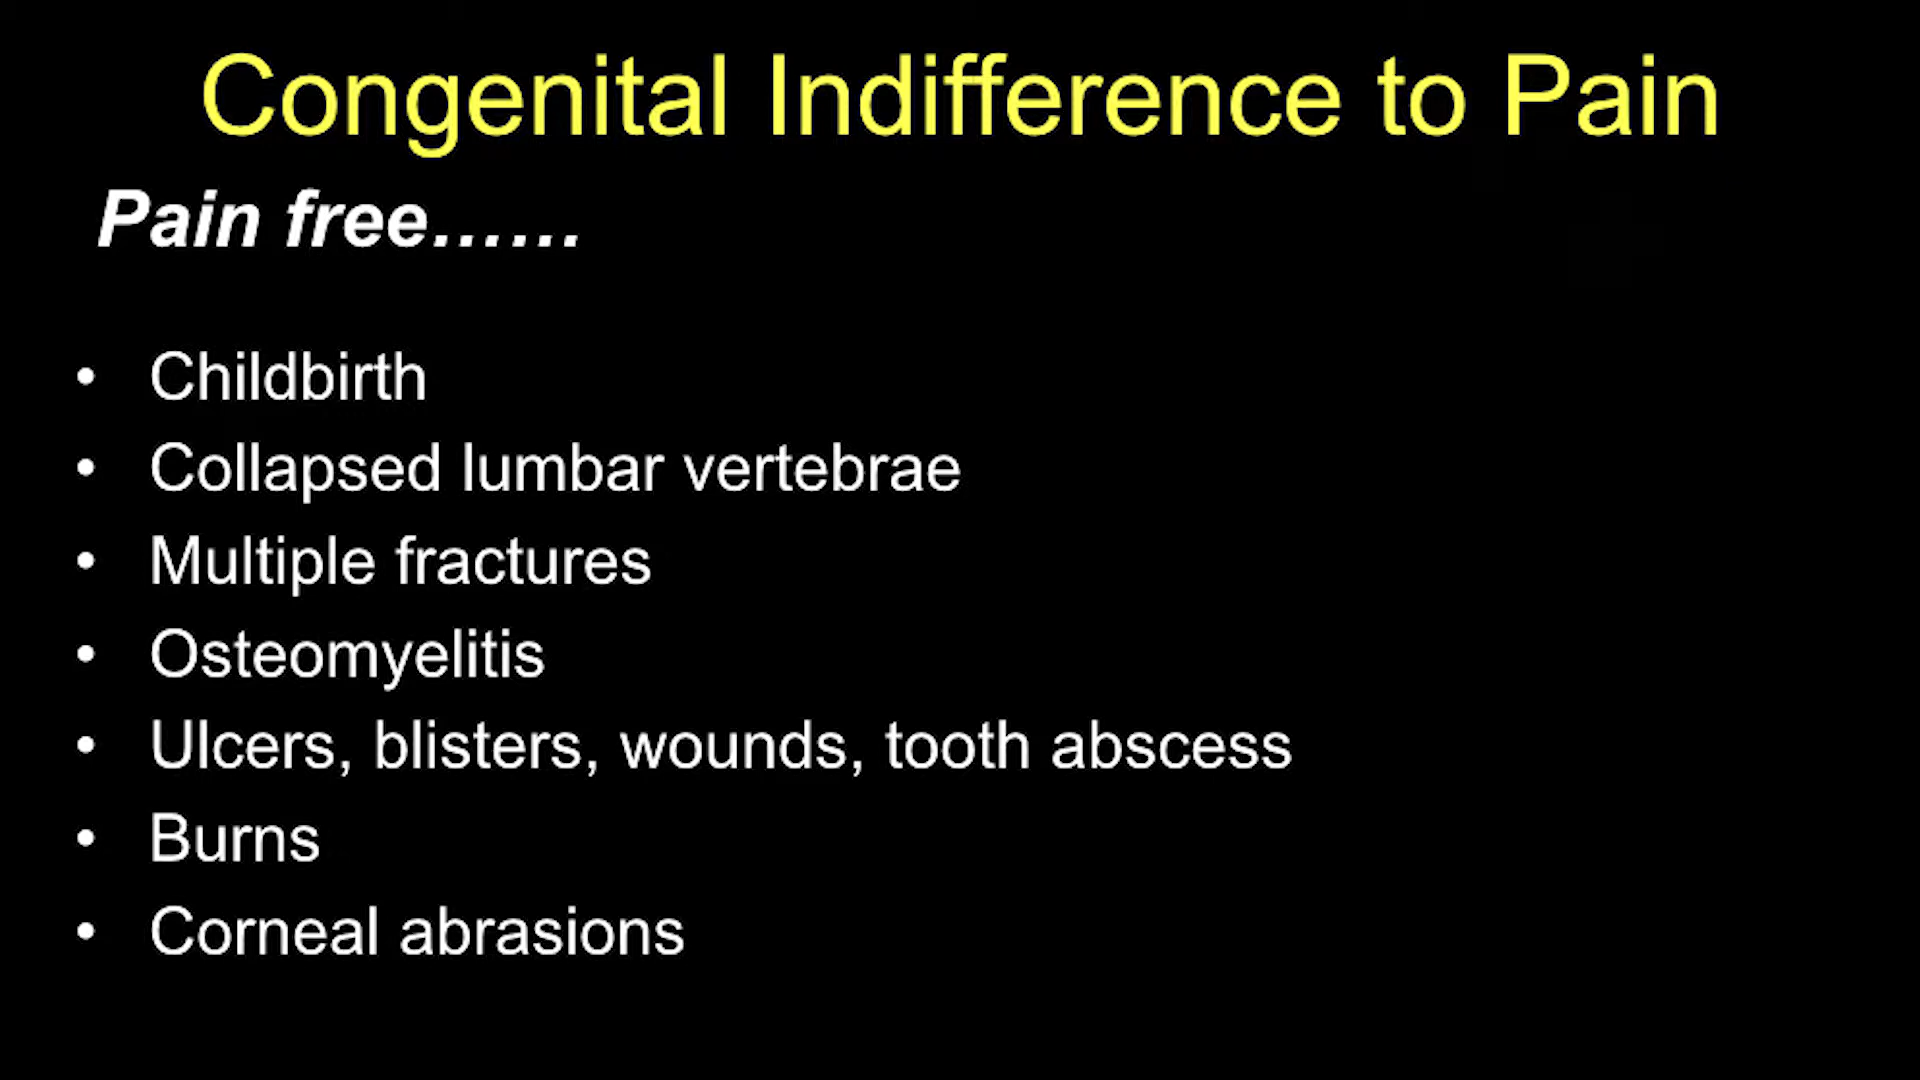 Congenital Indifference to Pain
Pain free......
• Childbirth
• Collapsed lumbar vertebrae
• Multiple fractures
• Osteomyelitis
• Ulcers, blisters, wounds, tooth abscess
• Burns
• Corneal abrasions